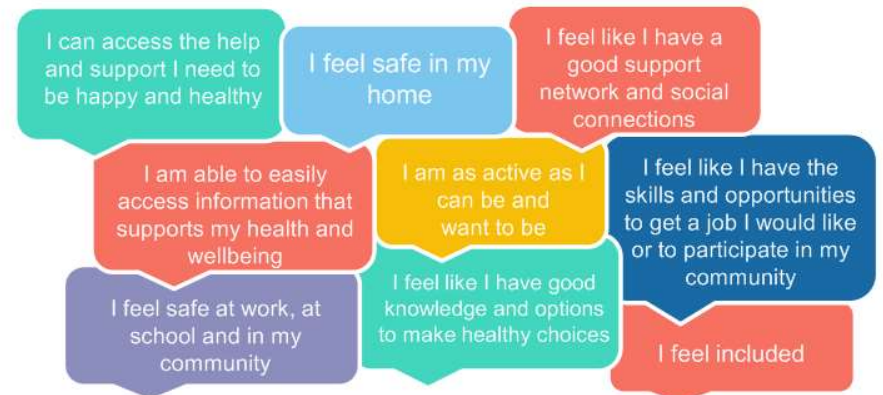 I can access the help
and support I need to
be happy and healthy
I feel safe in my
home
I feel like I have a
good support
network and social
connections
I am able to easily
access information that
supports my health and
wellbeing
I am as active as I
can be and
want to be
I feel like I have the
skills and opportunities
to get a job I would like
or to participate in my
community
I feel safe at work, at
school and in my
community
I feel like I have good
knowledge and options
to make healthy choices
I feel included